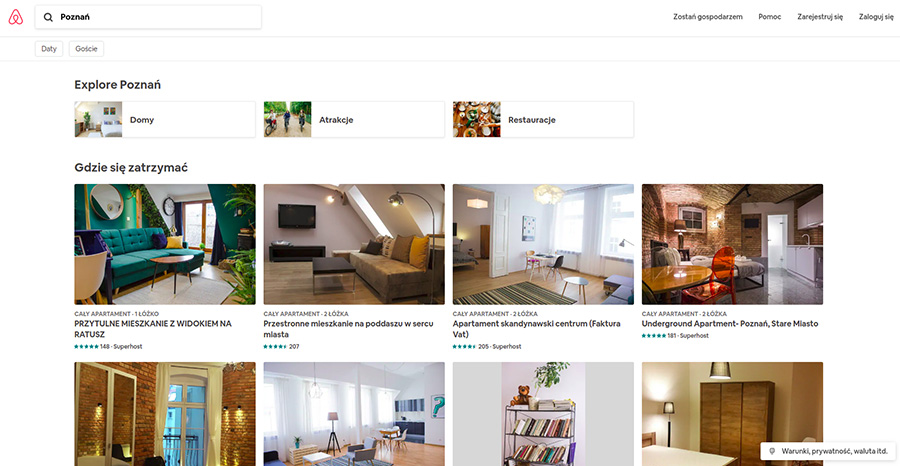 Poznań
Zostań gospodarzem Pomoc Zarejestruj się Zaloguj się
Daty Goście
Explore Poznań
Domy Atrakcje Restauracje
Gdzie się zatrzymać
CAŁY APARTAMENT · 1 ŁÓŻKO
PRZYTULNE MIESZKANIE Z WIDOKIEM NA
RATUSZ
148 · Superhost
CAŁY APARTAMENT · 2 ŁÓŻKA
Przestronne mieszkanie na poddaszu w sercu
miasta
207
CAŁY APARTAMENT · 2 ŁÓŻKA
Apartament skandynawski centrum (Faktura
Vat)
205 · Superhost
CAŁY APARTAMENT · 2 ŁÓŻKA
Underground Apartment- Poznań, Stare Miasto
181 · Superhost
?
Warunki, prywatność, waluta itd.